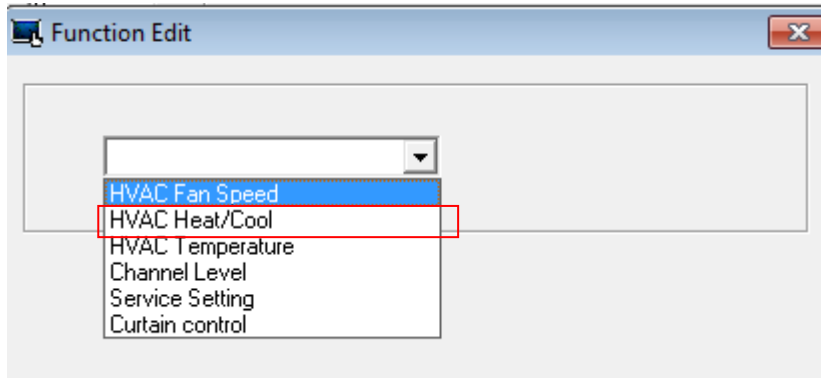 Function Edit
HVAC Fan Speed
HVAC Heat/Cool
HVAC Temperature
Channel Level
Service Setting
Curtain control